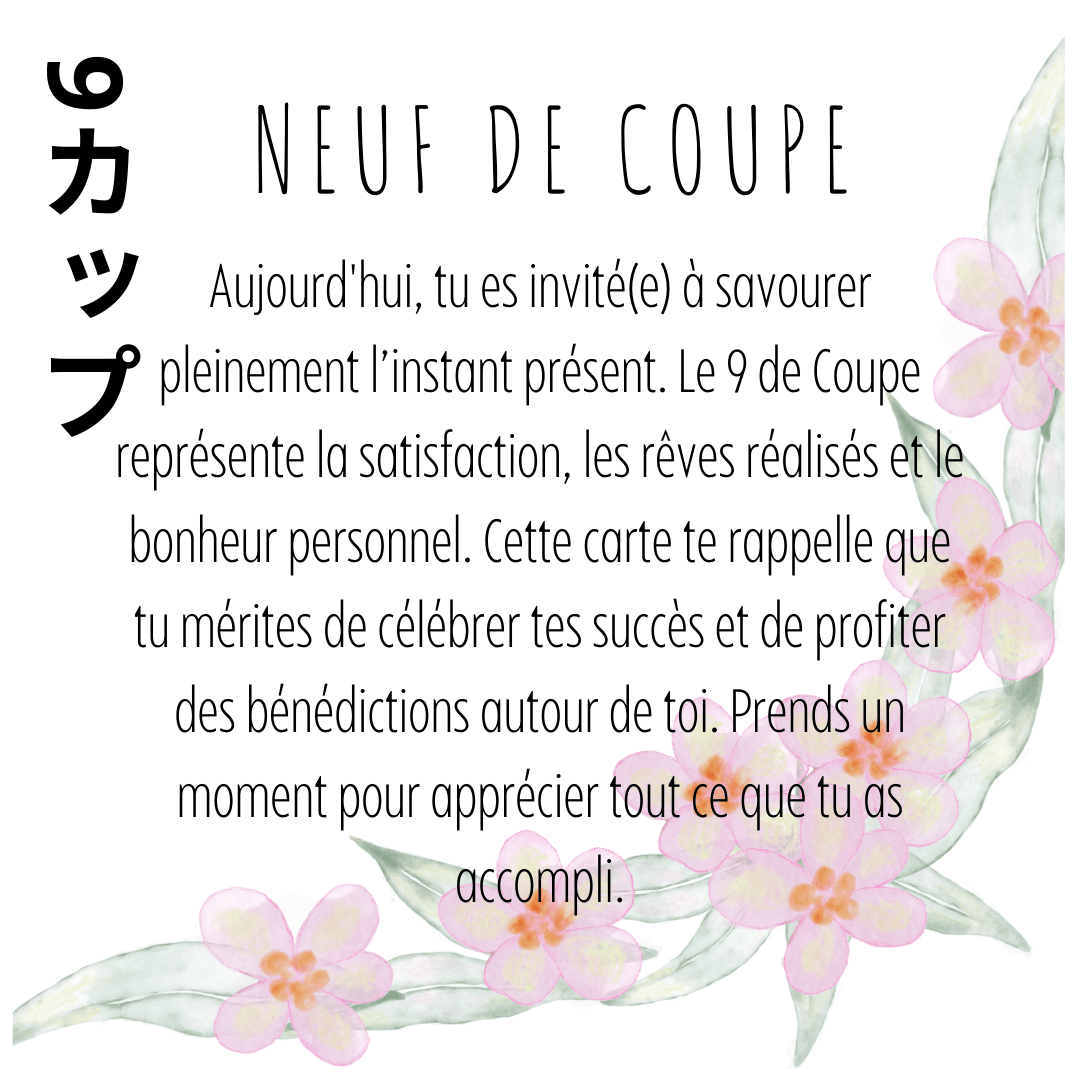 9カップ
NEUF DE COUPE
Aujourd'hui, tu es invité(e) à savourer
pleinement l’instant présent. Le 9 de Coupe
représente la satisfaction, les rêves réalisés et le
bonheur personnel. Cette carte te rappelle que
tu mérites de célébrer tes succès et de profiter
des bénédictions autour de toi. Prends un
moment pour apprécier tout ce que tu as
accompli.